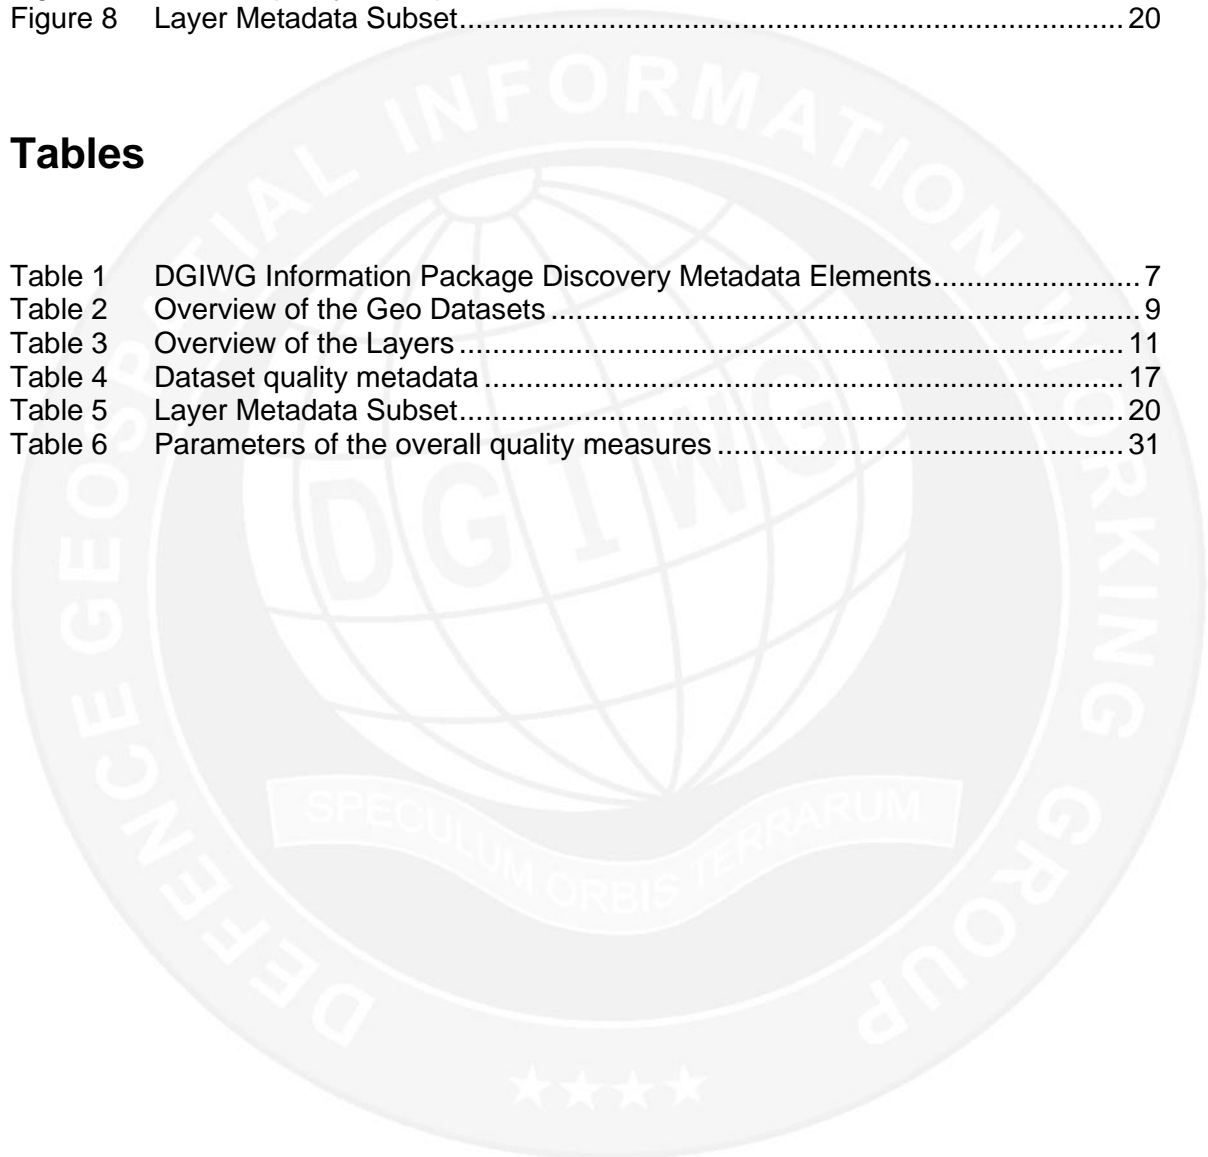 Figure 8 Layer Metadata Subset.................................................................................. 20
Tables
Table 1 DGIWG Information Package Discovery Metadata Elements......................... 7
Table 2 Overview of the Geo Datasets ....................................................................... 9
Table 3 Overview of the Layers ................................................................................ 11
Table 4 Dataset quality metadata ............................................................................. 17
Table 5 Layer Metadata Subset................................................................................ 20
Table 6 Parameters of the overall quality measures ................................................. 31
DEFENCE GEOSPATIAL INFORMATION WORKING GROUP
DGIWG
SPECULUM ORBIS TERRARUM